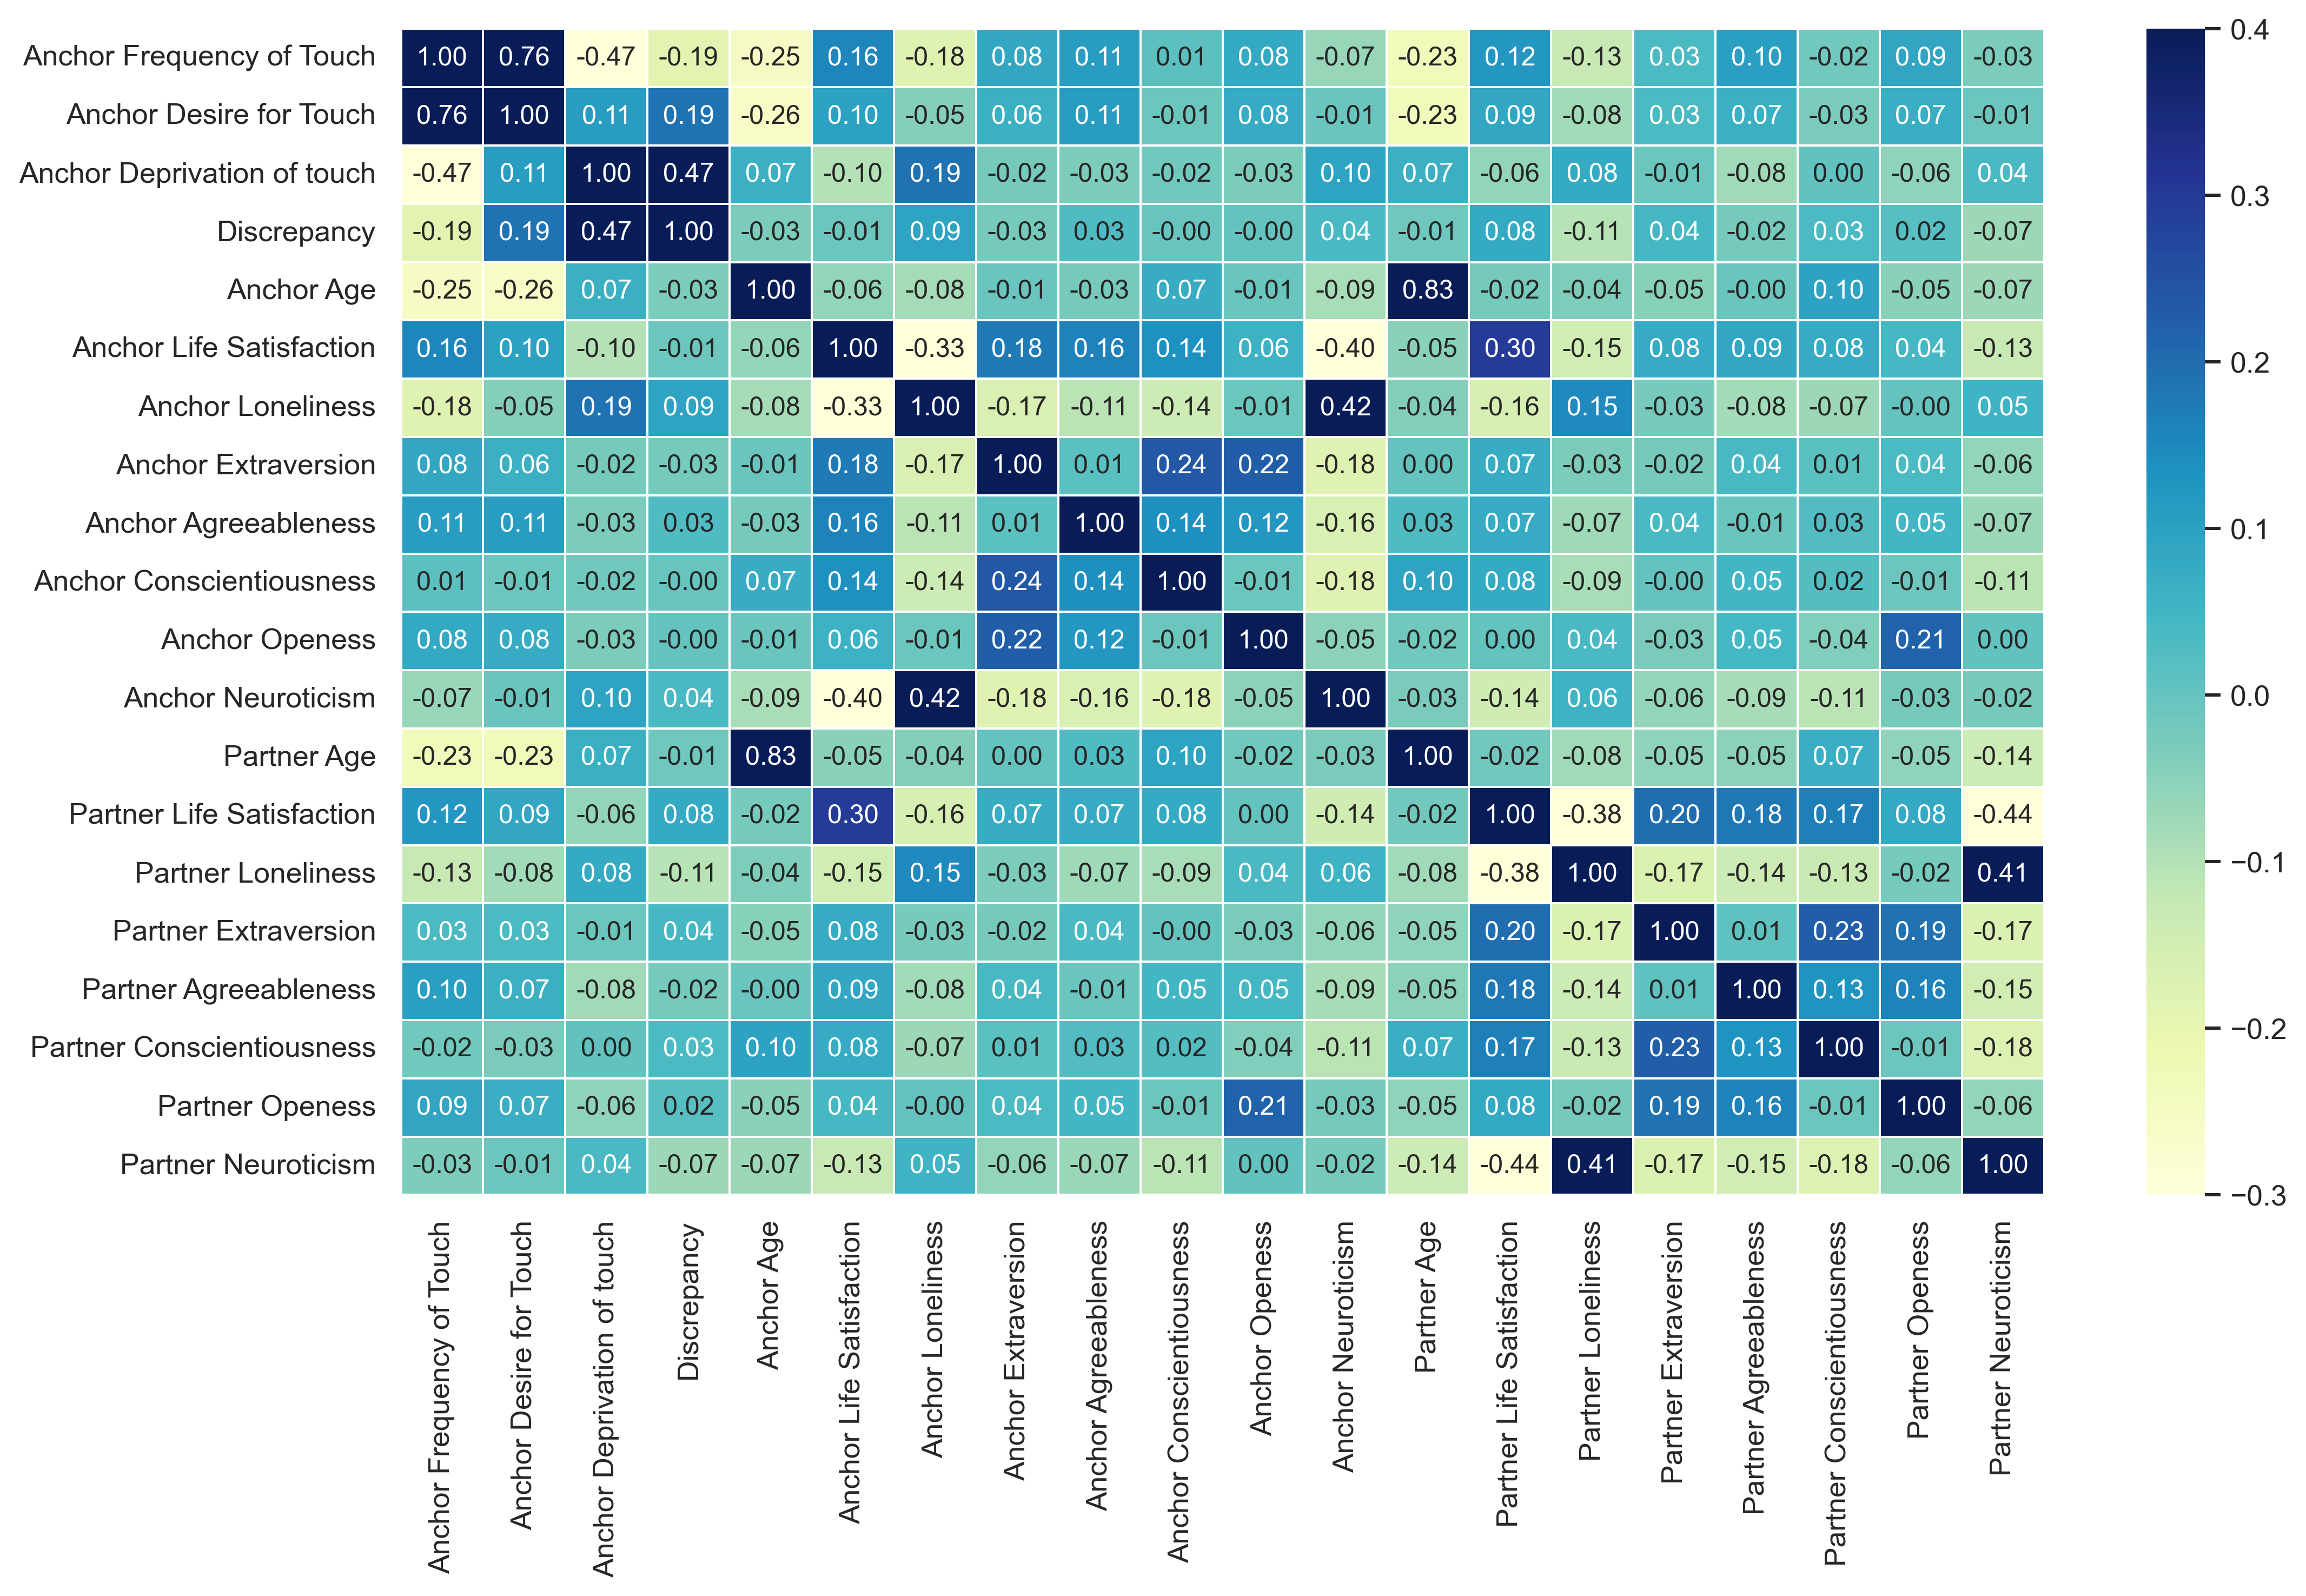 Anchor Frequency of Touch 1.00 0.76 -0.47 -0.19 -0.25 0.16 -0.18 0.08 0.11 0.01 0.08 -0.07 -0.23 0.12 -0.13 0.03 0.10 -0.02 0.09 -0.03
Anchor Desire for Touch 0.76 1.00 0.11 0.19 -0.26 0.10 -0.05 0.06 0.11 -0.01 0.08 -0.01 -0.23 0.09 -0.08 0.03 0.07 -0.03 0.07 -0.01
Anchor Deprivation of touch -0.47 0.11 1.00 0.47 0.07 -0.10 0.19 -0.02 -0.03 -0.02 -0.03 0.10 0.07 -0.06 0.08 -0.01 -0.08 0.00 -0.06 0.04
Discrepancy -0.19 0.19 0.47 1.00 -0.03 -0.01 0.09 -0.03 0.03 -0.00 -0.00 0.04 -0.01 0.08 -0.11 0.04 -0.02 0.03 0.02 -0.07
Anchor Age -0.25 -0.26 0.07 -0.03 1.00 -0.06 -0.08 -0.01 -0.03 0.07 -0.01 -0.09 0.83 -0.02 -0.04 -0.05 -0.00 0.10 -0.05 -0.07
Anchor Life Satisfaction 0.16 0.10 -0.10 -0.01 -0.06 1.00 -0.33 0.18 0.16 0.14 0.06 -0.40 -0.05 0.30 -0.15 0.08 0.09 0.08 0.04 -0.13
Anchor Loneliness -0.18 -0.05 0.19 0.09 -0.08 -0.33 1.00 -0.17 -0.11 -0.14 -0.01 0.42 -0.04 -0.16 0.15 -0.03 -0.08 -0.07 -0.00 0.05
Anchor Extraversion 0.08 0.06 -0.02 -0.03 -0.01 0.18 -0.17 1.00 0.01 0.24 0.22 -0.18 0.00 0.07 -0.03 -0.02 0.04 0.01 0.04 -0.06
Anchor Agreeableness 0.11 0.11 -0.03 0.03 -0.03 0.16 -0.11 0.01 1.00 0.14 0.12 -0.16 0.03 0.07 -0.07 0.04 -0.01 0.03 0.05 -0.07
Anchor Conscientiousness 0.01 -0.01 -0.02 -0.00 0.07 0.14 -0.14 0.24 0.14 1.00 -0.01 -0.18 0.10 0.08 -0.09 -0.00 0.05 0.02 -0.01 -0.11
Anchor Openess 0.08 0.08 -0.03 -0.00 -0.01 0.06 -0.01 0.22 0.12 -0.01 1.00 -0.05 -0.02 0.00 0.04 -0.03 0.05 -0.04 0.21 0.00
Anchor Neuroticism -0.07 -0.01 0.10 0.04 -0.09 -0.40 0.42 -0.18 -0.16 -0.18 -0.05 1.00 -0.03 -0.14 0.06 -0.06 -0.09 -0.11 -0.03 -0.02
Partner Age -0.23 -0.23 0.07 -0.01 0.83 -0.05 -0.04 0.00 0.03 0.10 -0.02 -0.03 1.00 -0.02 -0.08 -0.05 -0.05 0.07 -0.05 -0.14
Partner Life Satisfaction 0.12 0.09 -0.06 0.08 -0.02 0.30 -0.16 0.07 0.07 0.08 0.00 -0.14 -0.02 1.00 -0.38 0.20 0.18 0.17 0.08 -0.44
Partner Loneliness -0.13 -0.08 0.08 -0.11 -0.04 -0.15 0.15 -0.03 -0.07 -0.09 0.04 0.06 -0.08 -0.38 1.00 -0.17 -0.14 -0.13 -0.02 0.41
Partner Extraversion 0.03 0.03 -0.01 0.04 -0.05 0.08 -0.03 -0.02 0.04 -0.00 -0.03 -0.06 -0.05 0.20 -0.17 1.00 0.01 0.23 0.19 -0.17
Partner Agreeableness 0.10 0.07 -0.08 -0.02 -0.00 0.09 -0.08 0.04 -0.01 0.05 0.05 -0.09 -0.05 0.18 -0.14 0.01 1.00 0.13 0.16 -0.15
Partner Conscientiousness -0.02 -0.03 0.00 0.03 0.10 0.08 -0.07 0.01 0.03 0.02 -0.04 -0.11 0.07 0.17 -0.13 0.23 0.13 1.00 -0.01 -0.18
Partner Openess 0.09 0.07 -0.06 0.02 -0.05 0.04 -0.00 0.04 0.05 -0.01 0.21 -0.03 -0.05 0.08 -0.02 0.19 0.16 -0.01 1.00 -0.06
Partner Neuroticism -0.03 -0.01 0.04 -0.07 -0.07 -0.13 0.05 -0.06 -0.07 -0.11 0.00 -0.02 -0.14 -0.44 0.41 -0.17 -0.15 -0.18 -0.06 1.00
Anchor Frequency of Touch
Anchor Desire for Touch
Anchor Deprivation of touch
Discrepancy
Anchor Age
Anchor Life Satisfaction
Anchor Loneliness
Anchor Extraversion
Anchor Agreeableness
Anchor Conscientiousness
Anchor Openess
Anchor Neuroticism
Partner Age
Partner Life Satisfaction
Partner Loneliness
Partner Extraversion
Partner Agreeableness
Partner Conscientiousness
Partner Openess
Partner Neuroticism
0.4
0.3
0.2
0.1
0.0
−0.1
−0.2
−0.3